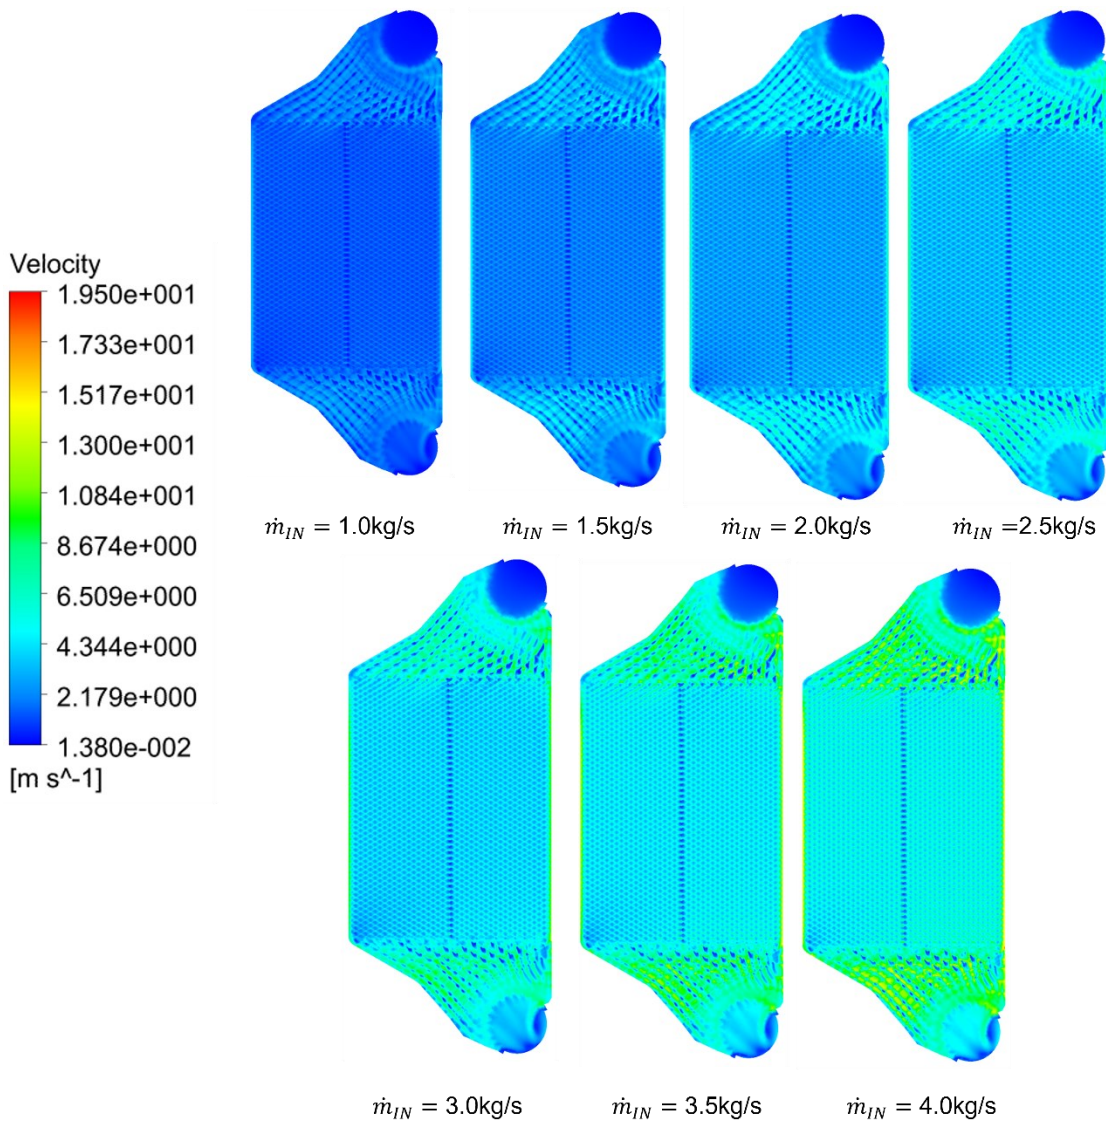 ṁ_IN = 1.0kg/s
ṁ_IN = 1.5kg/s
ṁ_IN = 2.0kg/s
ṁ_IN =2.5kg/s
Velocity
1.950e+001
1.733e+001
1.517e+001
1.300e+001
1.084e+001
8.674e+000
6.509e+000
4.344e+000
2.179e+000
1.380e-002
[m s^-1]
ṁ_IN = 3.0kg/s
ṁ_IN = 3.5kg/s
ṁ_IN = 4.0kg/s